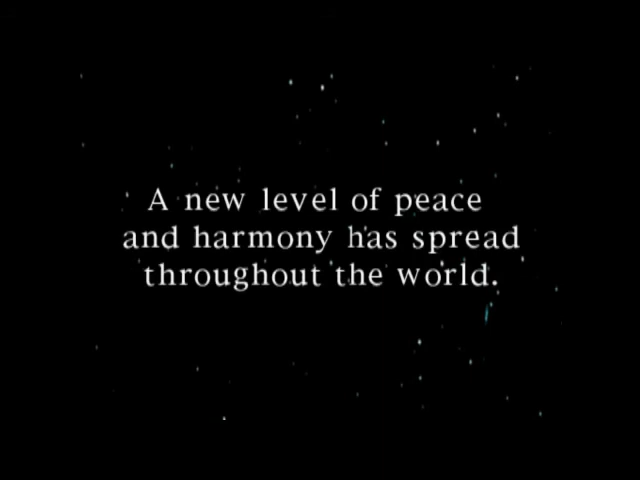 A new level of peace
and harmony has spread
throughout the world.